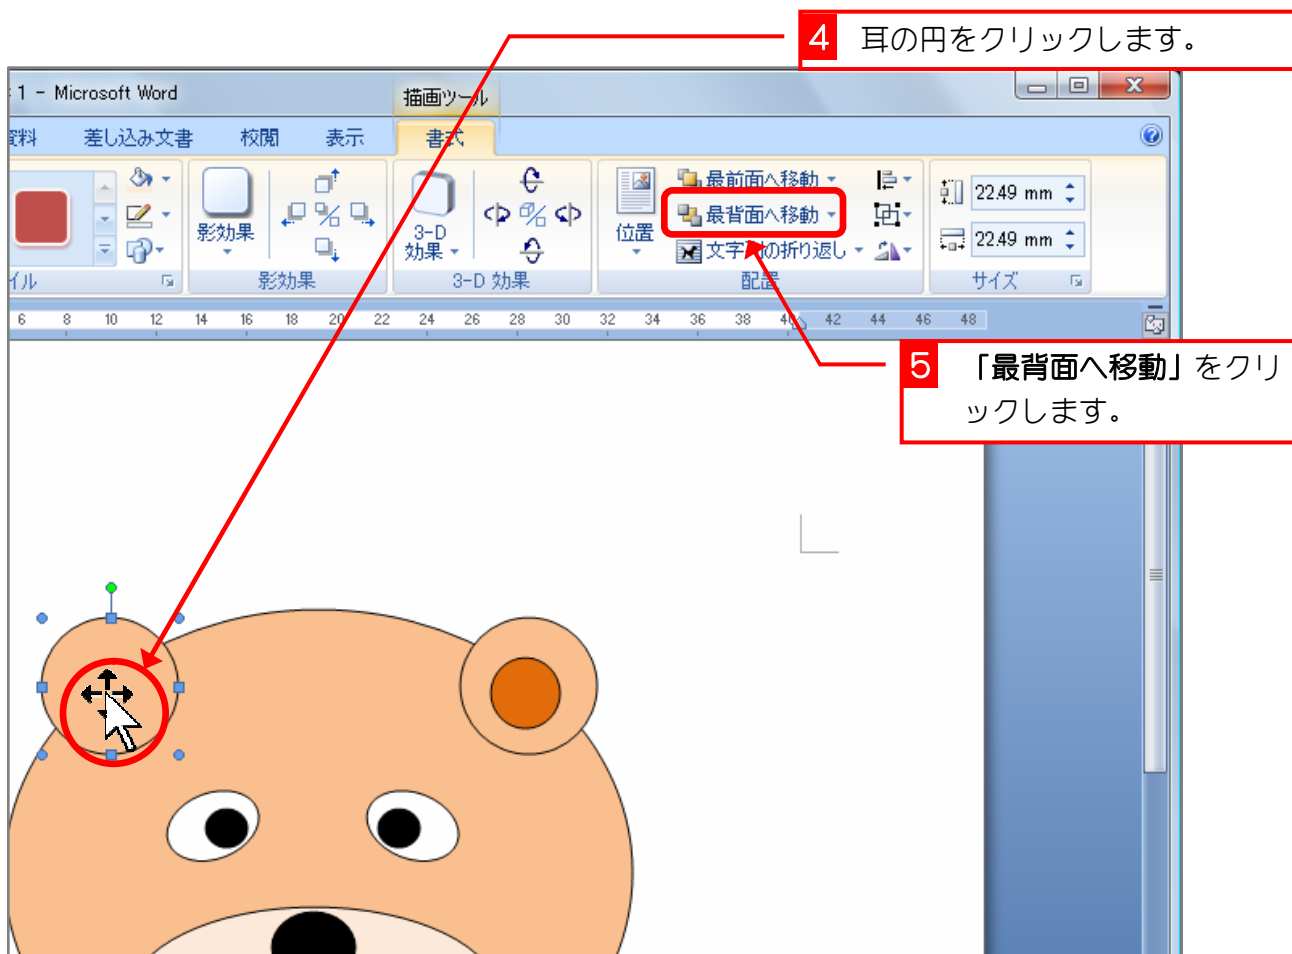 4 耳の円をクリックします。
1 - Microsoft Word
描画ツール
資料 差し込み文書 校閲 表示 書式
最前面へ移動
22.49 mm
最背面へ移動
影効果
3-D
効果
位置
文字列の折り返し
22.49 mm
イル 影効果 3-D 効果 配置 サイズ
6 8 10 12 14 16 18 20 22 24 26 28 30 32 34 36 38 40 42 44 46 48
5 「最背面へ移動」をクリ
ックします。